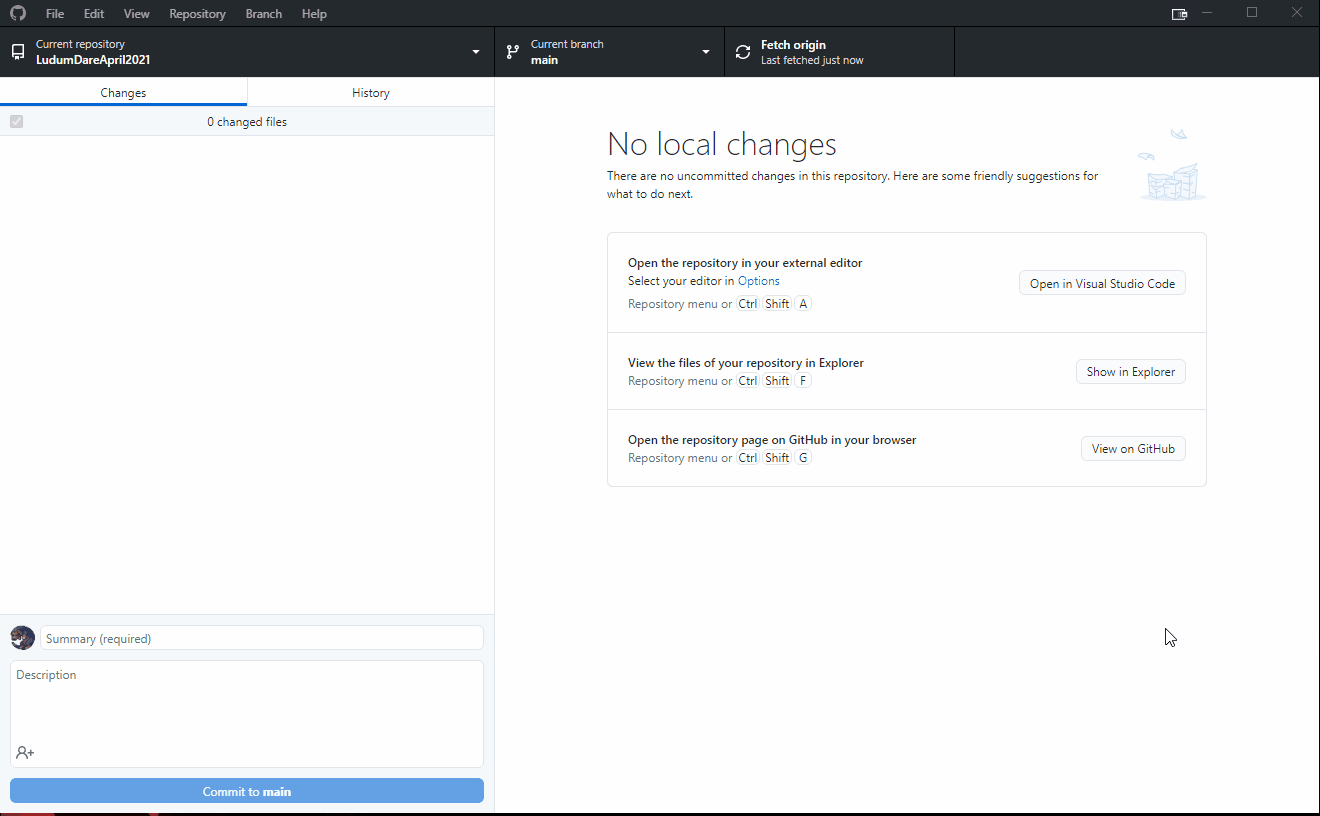 File Edit View Repository Branch Help
Current repository
LudumDareApril2021
Current branch
main
Fetch origin
Last fetched just now
Changes
History
0 changed files
No local changes
There are no uncommitted changes in this repository. Here are some friendly suggestions for
what to do next.
Open the repository in your external editor
Select your editor in Options
Repository menu or Ctrl Shift A
Open in Visual Studio Code
View the files of your repository in Explorer
Repository menu or Ctrl Shift F
Show in Explorer
Open the repository page on GitHub in your browser
Repository menu or Ctrl Shift G
View on GitHub
Summary (required)
Description
Commit to main